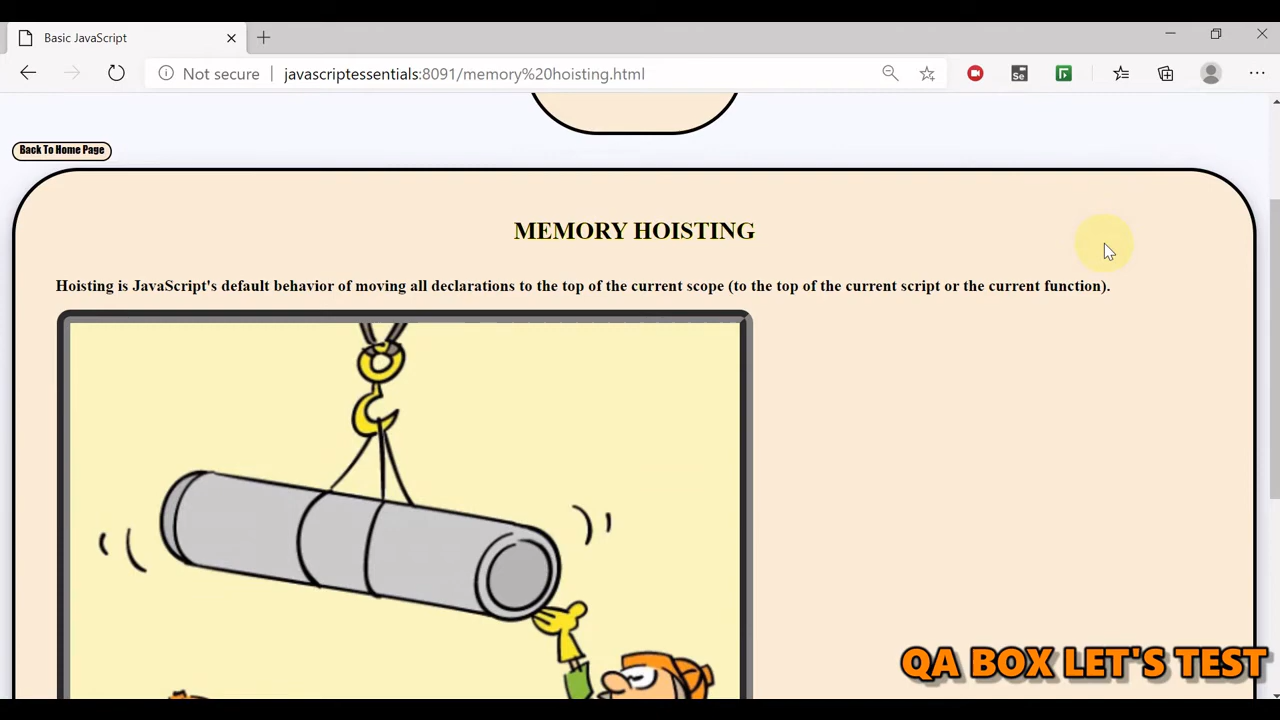 Basic JavaScript
Not secure
javascriptessentials:8091/memory%20hoisting.html
Se
Back To Home Page
MEMORY HOISTING
Hoisting is JavaScript's default behavior of moving all declarations to the top of the current scope (to the top of the current script or the current function).
QA BOX LET'S TEST